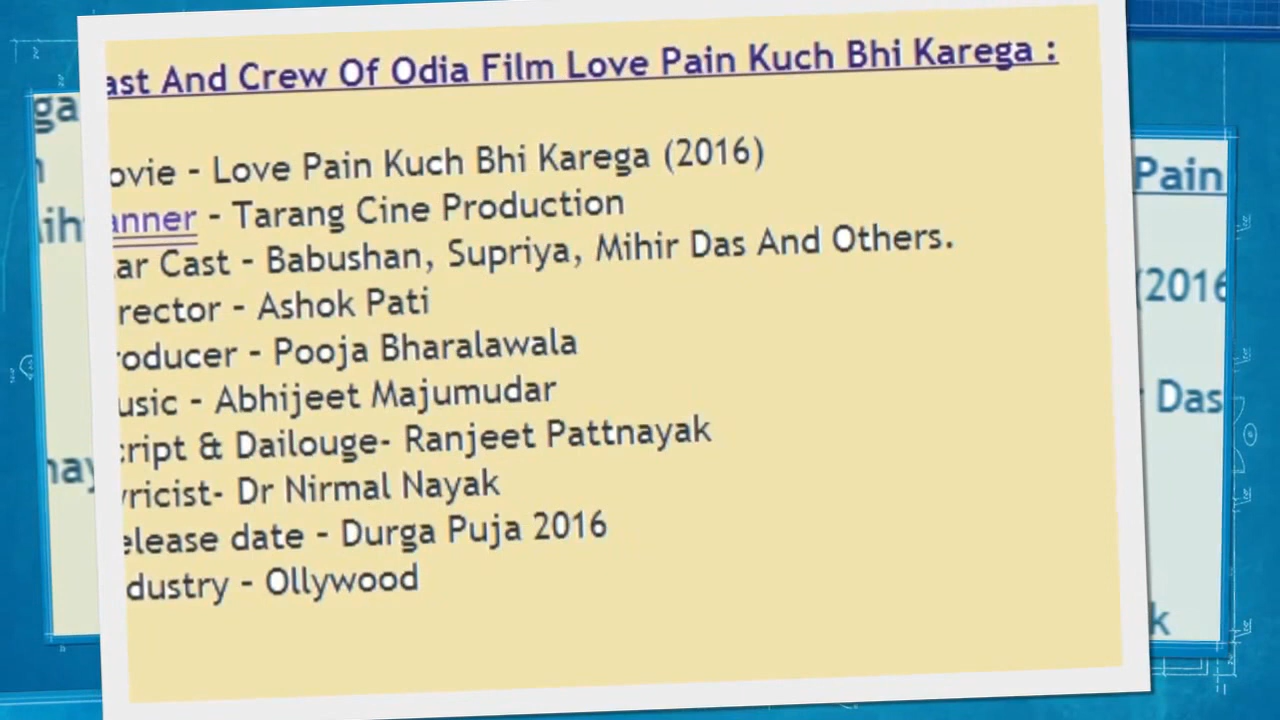 ast And Crew Of Odia Film Love Pain Kuch Bhi Karega :
ovie - Love Pain Kuch Bhi Karega (2016)
anner - Tarang Cine Production
ar Cast - Babushan, Supriya, Mihir Das And Others.
rector - Ashok Pati
roducer - Pooja Bharalawala
usic - Abhijeet Majumudar
cript & Dailouge- Ranjeet Pattnayak
yricist- Dr Nirmal Nayak
elease date - Durga Puja 2016
dustry - Ollywood
ga
Pain
(2016
Das
k